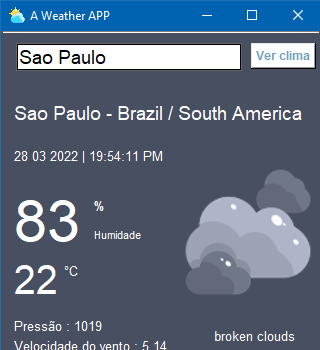 A Weather APP
Sao Paulo
Ver clima
Sao Paulo - Brazil / South America
28 03 2022 | 19:54:11 PM
83 %
Humidade
22 °C
Pressão : 1019
Velocidade do vento : 5.14
broken clouds